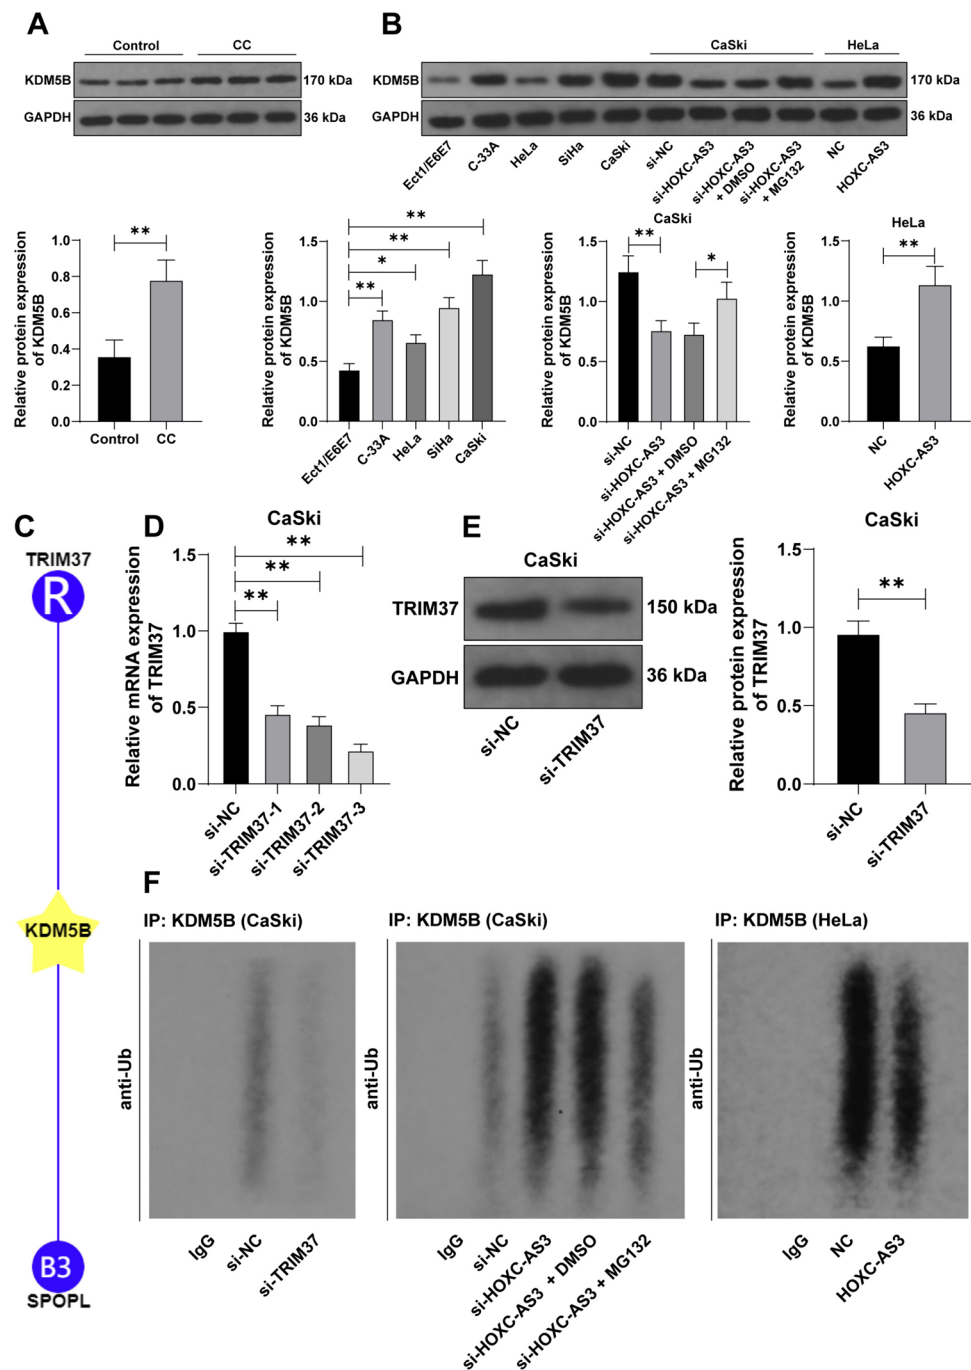 A
Control
CC
KDM5B
170 kDa
GAPDH
36 kDa
B
CaSki
HeLa
KDM5B
170 kDa
GAPDH
36 kDa
Ect1/E6E7
C-33A
HeLa
SiHa
CaSki
si-NC
si-HOXC-AS3
si-HOXC-AS3
+ DMSO
si-HOXC-AS3
+ MG132
NC
HOXC-AS3
Relative protein expression
of KDM5B
1.0
0.8
0.6
0.4
0.2
0.0
**
Control
CC
Relative protein expression
of KDM5B
1.5
1.0
0.5
0.0
**
**
*
**
Ect1/E6E7
C-33A
HeLa
SiHa
CaSki
CaSki
Relative protein expression
of KDM5B
1.5
1.0
0.5
0.0
**
*
si-NC
si-HOXC-AS3
si-HOXC-AS3 + DMSO
si-HOXC-AS3 + MG132
HeLa
Relative protein expression
of KDM5B
1.5
1.0
0.5
0.0
**
NC
HOXC-AS3
C
TRIM37
R
KDM5B
B3
SPOPL
D
CaSki
Relative mRNA expression
of TRIM37
1.5
1.0
0.5
0.0
**
**
**
si-NC
si-TRIM37-1
si-TRIM37-2
si-TRIM37-3
E
CaSki
TRIM37
150 kDa
GAPDH
36 kDa
si-NC
si-TRIM37
CaSki
Relative protein expression
of TRIM37
1.5
1.0
0.5
0.0
**
si-NC
si-TRIM37
F
IP: KDM5B (CaSki)
anti-Ub
IgG
si-NC
si-TRIM37
IP: KDM5B (CaSki)
anti-Ub
IgG
si-NC
si-HOXC-AS3
si-HOXC-AS3 + DMSO
si-HOXC-AS3 + MG132
IP: KDM5B (HeLa)
anti-Ub
IgG
NC
HOXC-AS3